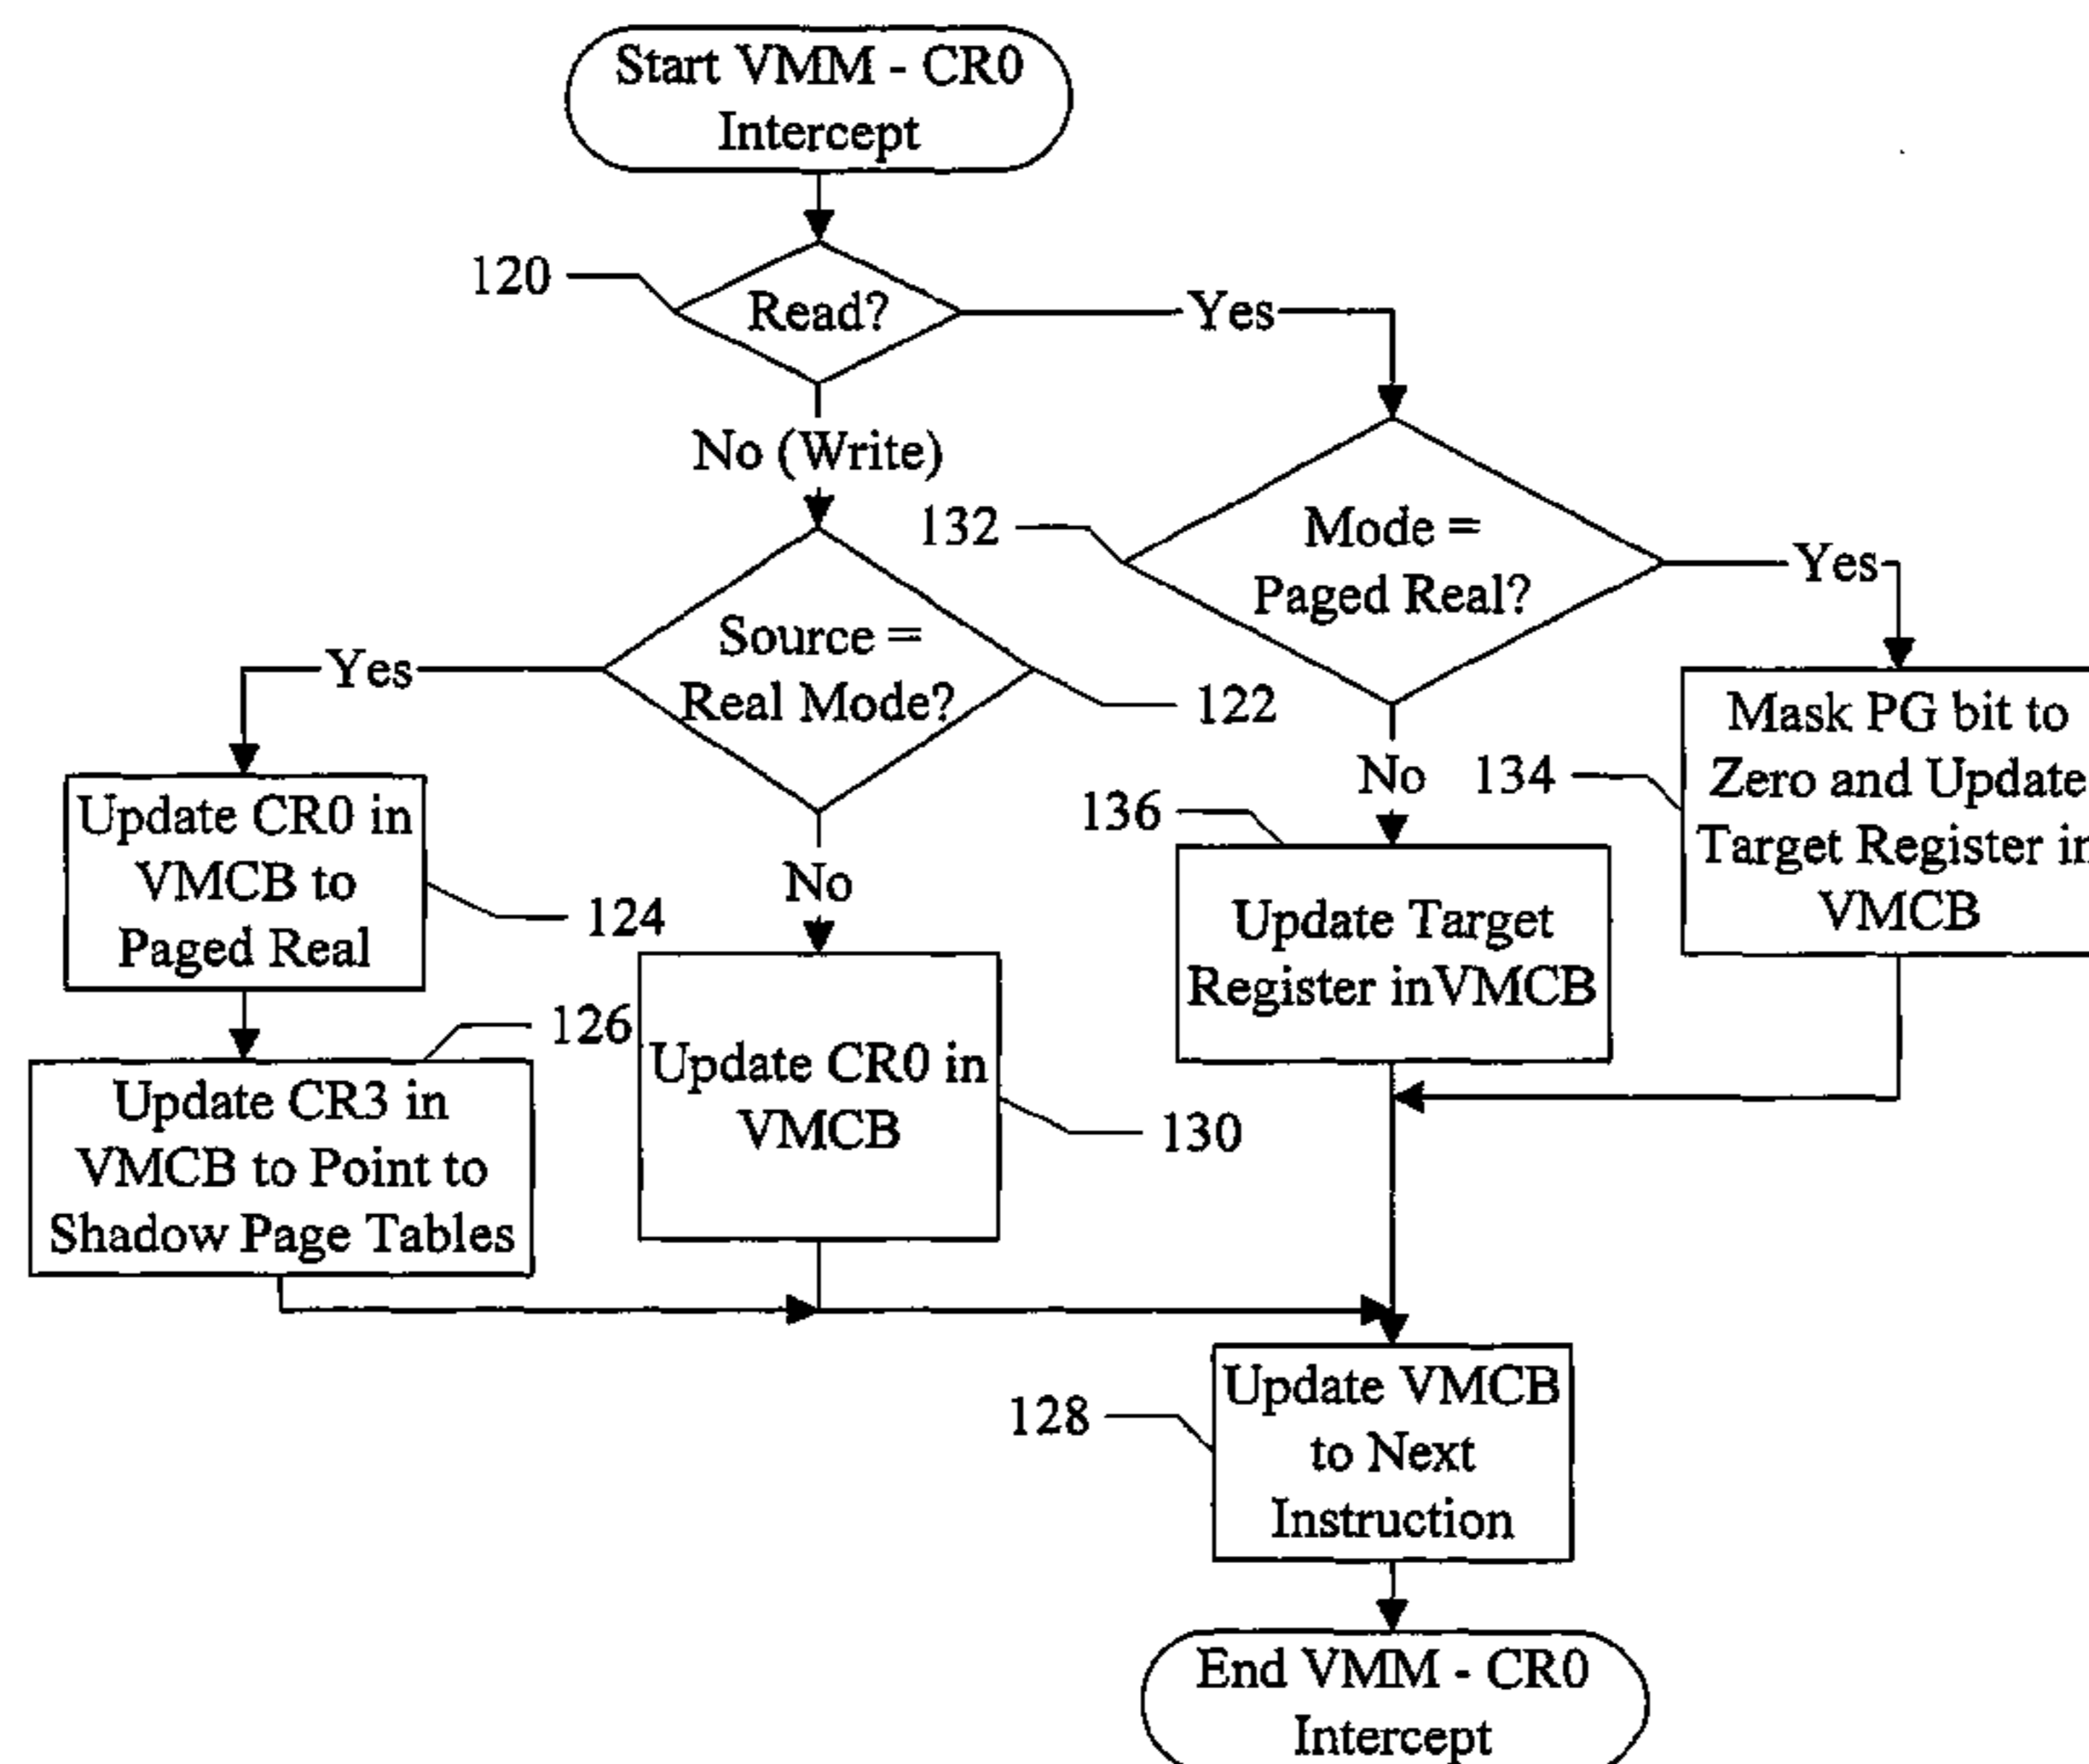 Start VMM - CR0
Intercept
120
Read?
Yes
No (Write)
132
Mode =
Paged Real?
Yes
Source =
Real Mode?
Yes
122
No
134
Mask PG bit to
Zero and Update
Target Register in
VMCB
Update CR0 in
VMCB to
Paged Real
124
No
136
Update Target
Register inVMCB
126
Update CR3 in
VMCB to Point to
Shadow Page Tables
Update CR0 in
VMCB
130
128
Update VMCB
to Next
Instruction
End VMM - CR0
Intercept